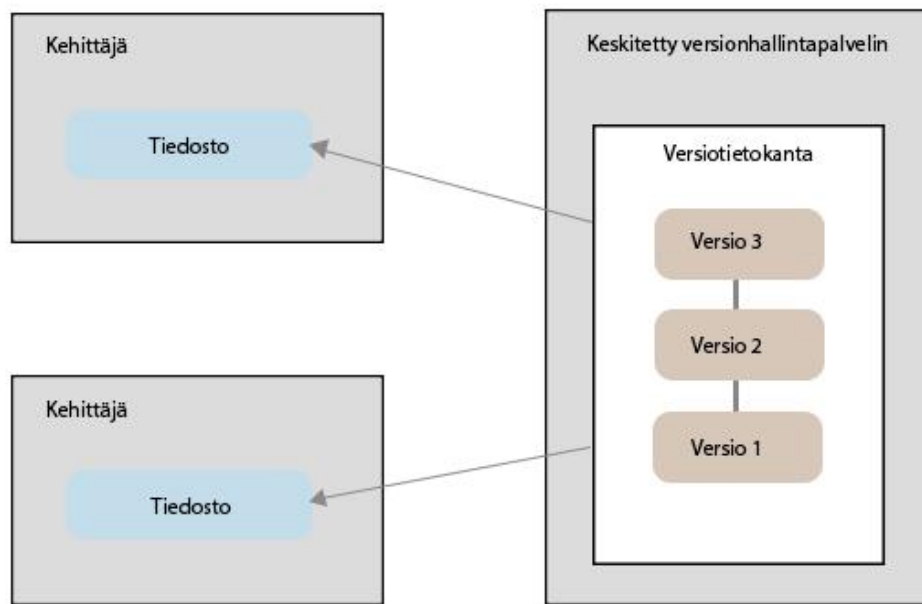 Kehittäjä
Tiedosto
Kehittäjä
Tiedosto
Keskitetty versionhallintapalvelin
Versiotietokanta
Versio 3
Versio 2
Versio 1